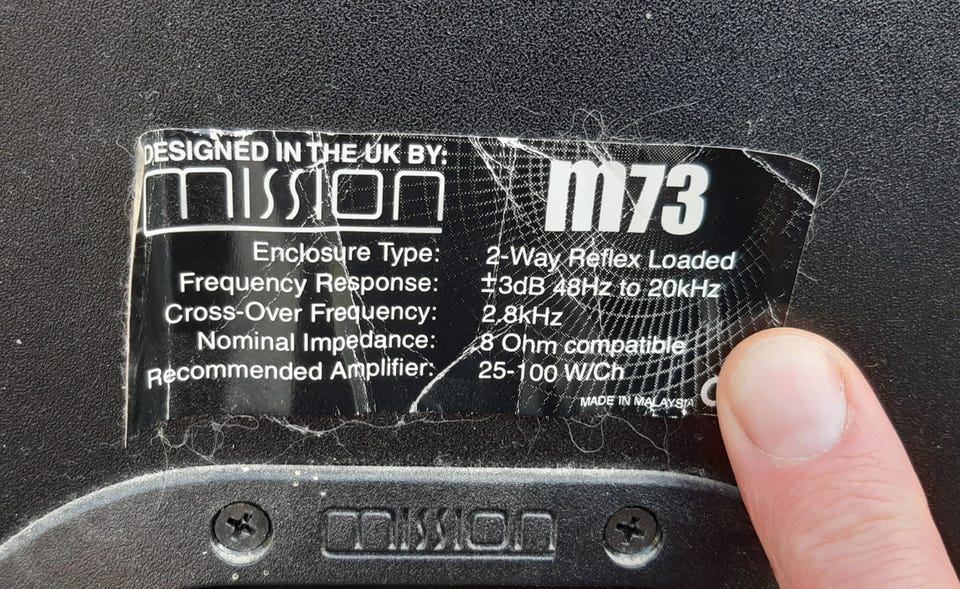 DESIGNED IN THE UK BY:
mission
m73
Enclosure Type: 2-Way Reflex Loaded
Frequency Response: ±3dB 48Hz to 20kHz
Cross-Over Frequency: 2.8kHz
Nominal Impedance: 8 Ohm compatible
Recommended Amplifier: 25-100 W/Ch
MADE IN MALAYSIA
mission